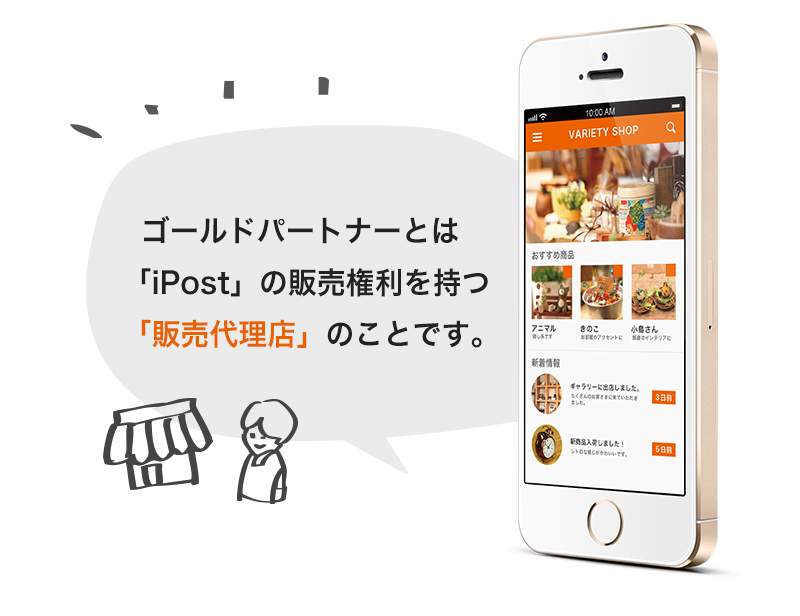 ゴールドパートナーとは
「iPost」の販売権利を持つ
「販売代理店」のことです。
10:00 AM
VARIETY SHOP
おすすめ商品
アニマル
癒し系です
きのこ
お部屋のアクセントに
小鳥さん
部屋のインテリアに
新着情報
ギャラリーに出店しました。
たくさんのお客さまに来ていただき
ました。
3日前
新商品入荷しました！
レトロな感じがかわいいです。
5日前